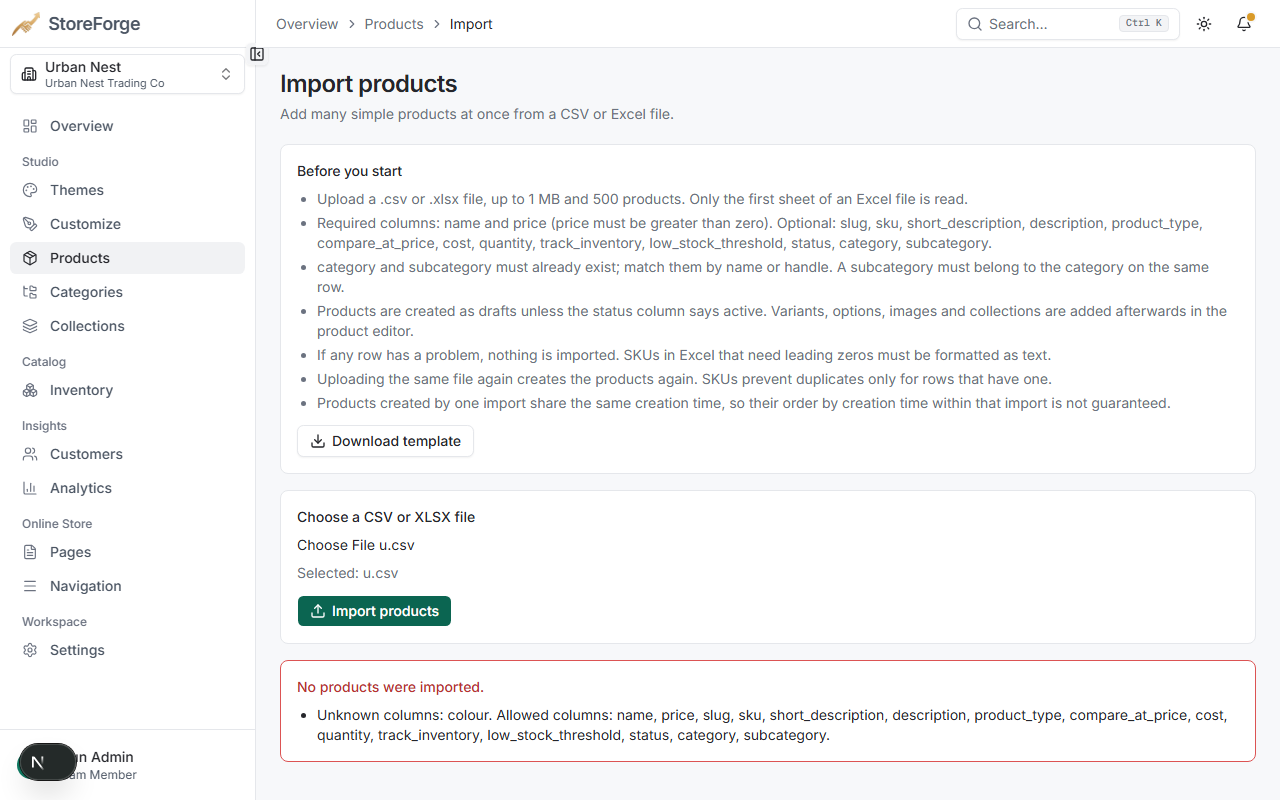 StoreForge
Overview > Products > Import
Search...
Ctrl K
Urban Nest
Urban Nest Trading Co
Overview
Studio
Themes
Customize
Products
Categories
Collections
Catalog
Inventory
Insights
Customers
Analytics
Online Store
Pages
Navigation
Workspace
Settings
N
Admin
Member
Import products
Add many simple products at once from a CSV or Excel file.
Before you start
• Upload a .csv or .xlsx file, up to 1 MB and 500 products. Only the first sheet of an Excel file is read.
• Required columns: name and price (price must be greater than zero). Optional: slug, sku, short_description, description, product_type,
compare_at_price, cost, quantity, track_inventory, low_stock_threshold, status, category, subcategory.
• category and subcategory must already exist; match them by name or handle. A subcategory must belong to the category on the same
row.
• Products are created as drafts unless the status column says active. Variants, options, images and collections are added afterwards in the
product editor.
• If any row has a problem, nothing is imported. SKUs in Excel that need leading zeros must be formatted as text.
• Uploading the same file again creates the products again. SKUs prevent duplicates only for rows that have one.
• Products created by one import share the same creation time, so their order by creation time within that import is not guaranteed.
Download template
Choose a CSV or XLSX file
Choose File u.csv
Selected: u.csv
Import products
No products were imported.
• Unknown columns: colour. Allowed columns: name, price, slug, sku, short_description, description, product_type, compare_at_price, cost,
quantity, track_inventory, low_stock_threshold, status, category, subcategory.